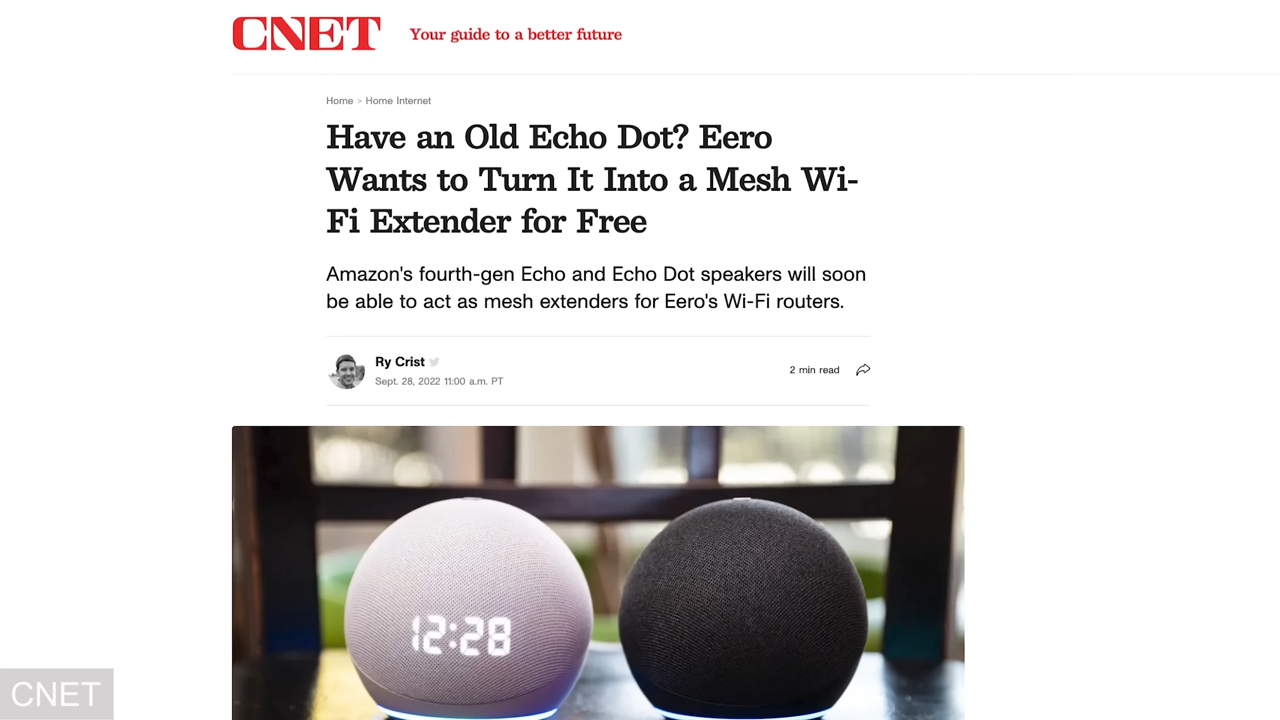 CNET
Your guide to a better future
Home > Home Internet
Have an Old Echo Dot? Eero
Wants to Turn It Into a Mesh Wi-
Fi Extender for Free
Amazon's fourth-gen Echo and Echo Dot speakers will soon
be able to act as mesh extenders for Eero's Wi-Fi routers.
Ry Crist
Sept. 28, 2022 11:00 a.m. PT
2 min read
12:28
CNET